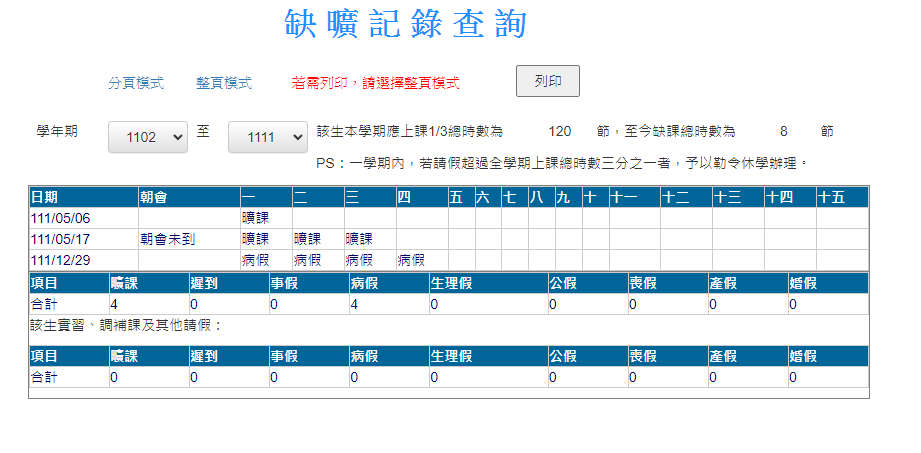 缺曠記錄查詢
分頁模式 整頁模式 若需列印，請選擇整頁模式 列印
學年期 1102 至 1111 該生本學期應上課1/3總時數為 120 節，至今缺課總時數為 8 節
PS：一學期內，若請假超過全學期上課總時數三分之一者，予以勒令休學辦理。
日期 朝會 一 二 三 四 五 六 七 八 九 十 十一 十二 十三 十四 十五
111/05/06 曠課
111/05/17 朝會未到 曠課 曠課 曠課
111/12/29 病假 病假 病假 病假
項目 曠課 遲到 事假 病假 生理假 公假 喪假 產假 婚假
合計 4 0 0 4 0 0 0 0 0
該生實習、調補課及其他請假：
項目 曠課 遲到 事假 病假 生理假 公假 喪假 產假 婚假
合計 0 0 0 0 0 0 0 0 0